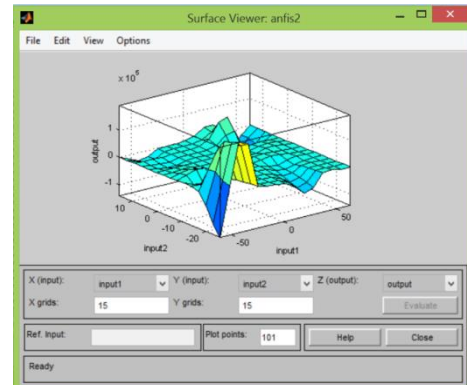 Surface Viewer: anfis2
File Edit View Options
x 10^5
output
1
0
-1
10
0
-10
-20
input2
-50
0
50
input1
X (input): input1 Y (input): input2 Z (output): output
X grids: 15 Y grids: 15 Evaluate
Ref. Input: Plot points: 101 Help Close
Ready